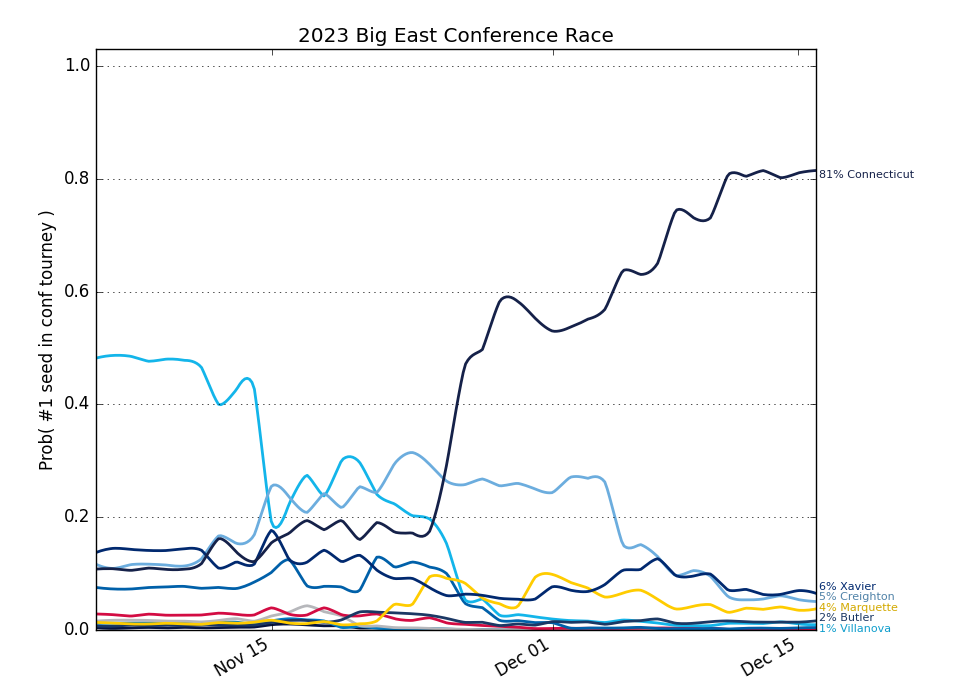 2023 Big East Conference Race
Prob( #1 seed in conf tourney )
1.0
0.8
0.6
0.4
0.2
0.0
81% Connecticut
6% Xavier
5% Creighton
4% Marquette
2% Butler
1% Villanova
Nov 15
Dec 01
Dec 15